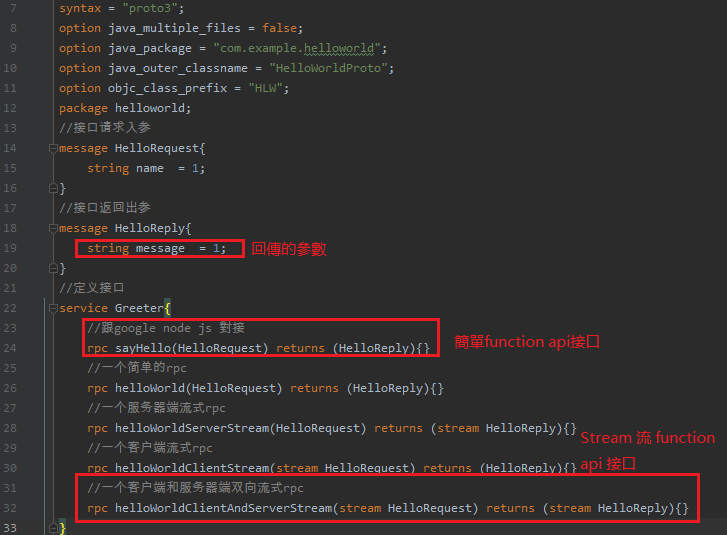 7 syntax = "proto3";
8 option java_multiple_files = false;
9 option java_package = "com.example.helloworld";
10 option java_outer_classname = "HelloWorldProto";
11 option objc_class_prefix = "HLW";
12 package helloworld;
13 //接口请求入参
14 message HelloRequest{
15 string name  = 1;
16 }
17 //接口返回出参
18 message HelloReply{
19 string message  = 1; 回傳的參數
20 }
21 //定义接口
22 service Greeter{
23 //跟google node js 對接
24 rpc sayHello(HelloRequest) returns (HelloReply){} 簡單function api接口
25 //一个简单的rpc
26 rpc helloWorld(HelloRequest) returns (HelloReply){}
27 //一个服务器端流式rpc
28 rpc helloWorldServerStream(HelloRequest) returns (stream HelloReply){}
29 //一个客户端流式rpc
30 rpc helloWorldClientStream(stream HelloRequest) returns (HelloReply){}
Stream 流 function
api 接口
31 //一个客户端和服务器端双向流式rpc
32 rpc helloWorldClientAndServerStream(stream HelloRequest) returns (stream HelloReply){}
33 }